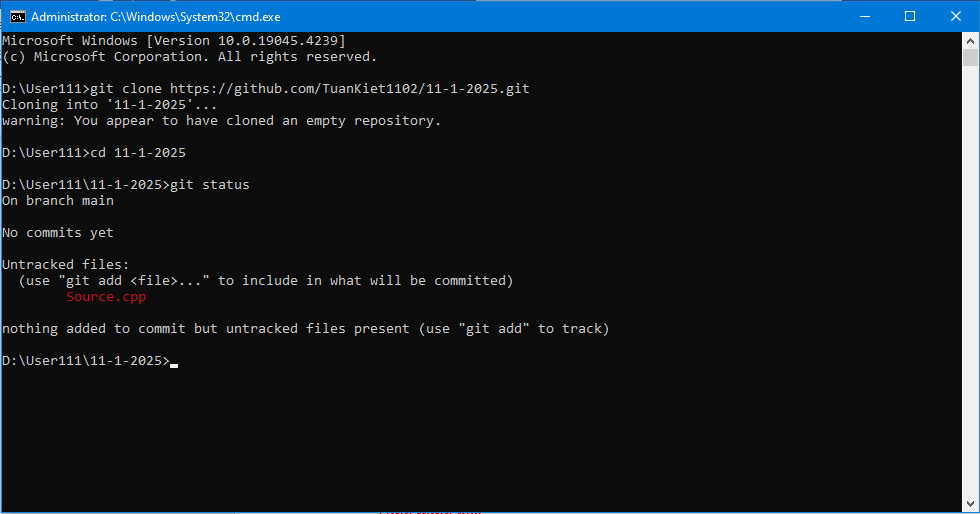 Administrator: C:\Windows\System32\cmd.exe
Microsoft Windows [Version 10.0.19045.4239]
(c) Microsoft Corporation. All rights reserved.
D:\User111>git clone https://github.com/TuanKiet1102/11-1-2025.git
Cloning into '11-1-2025'...
warning: You appear to have cloned an empty repository.
D:\User111>cd 11-1-2025
D:\User111\11-1-2025>git status
On branch main
No commits yet
Untracked files:
  (use "git add <file>..." to include in what will be committed)
        Source.cpp
nothing added to commit but untracked files present (use "git add" to track)
D:\User111\11-1-2025>